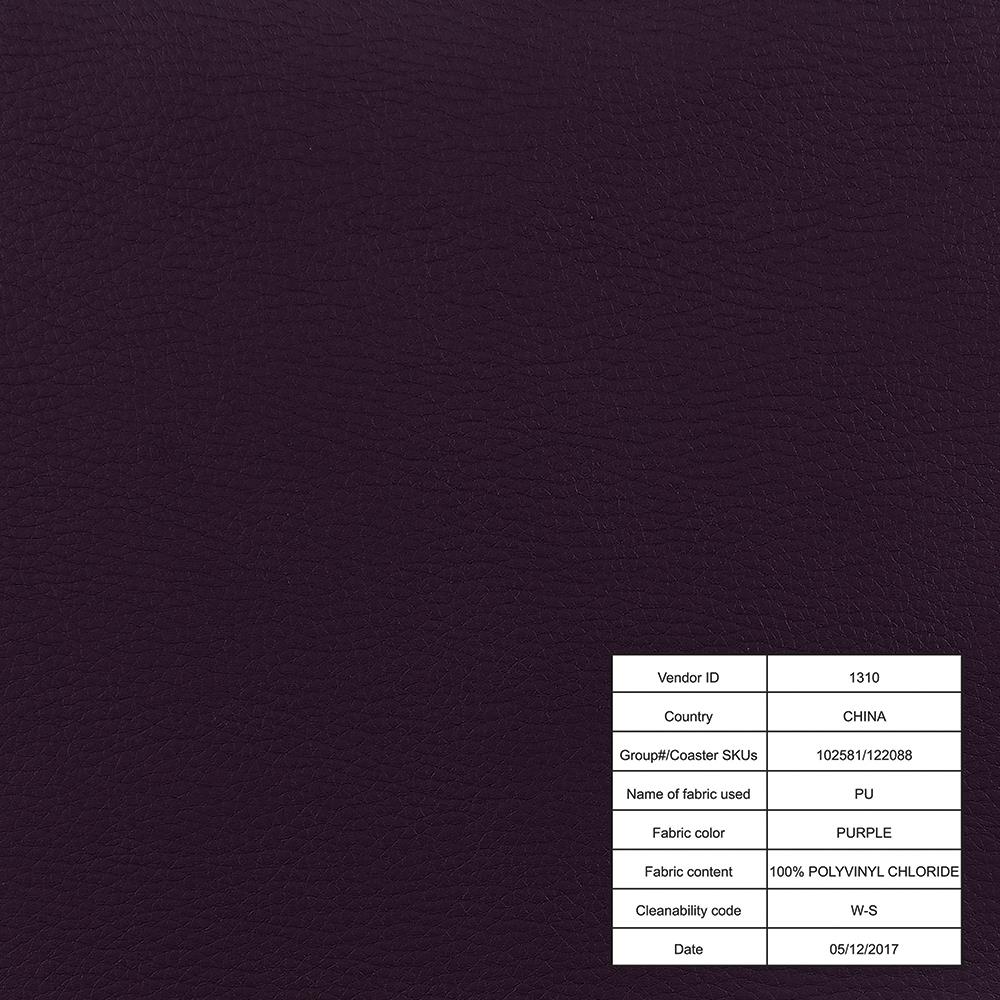 Vendor ID 1310
Country CHINA
Group#/Coaster SKUs 102581/122088
Name of fabric used PU
Fabric color PURPLE
Fabric content 100% POLYVINYL CHLORIDE
Cleanability code W-S
Date 05/12/2017